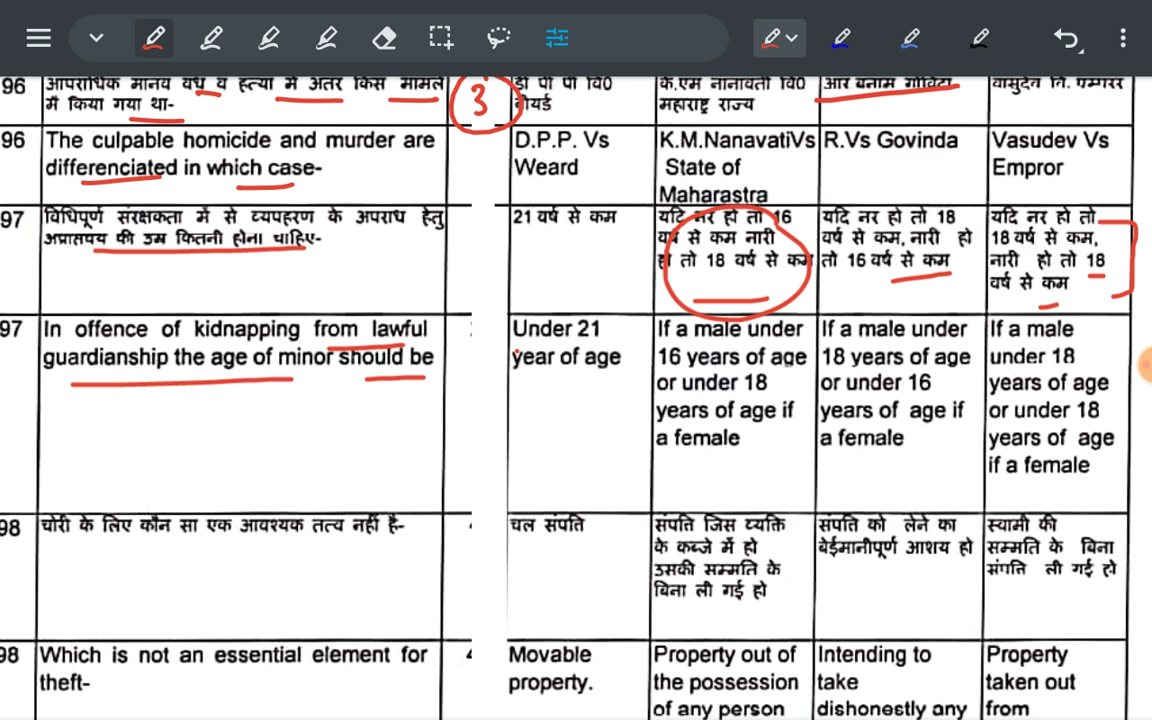 96 आपराधिक मानव वध व हत्या में अंतर किस मामले
में किया गया था-
3
डी पी पी वि0
वीयर्ड
के.एम नानावती वि0
महाराष्ट्र राज्य
आर बनाम गोविंदा
वासुदेव वि. एम्परर
96 The culpable homicide and murder are
differenciated in which case-
D.P.P. Vs
Weard
K.M.NanavatiVs
State of
Maharastra
R.Vs Govinda
Vasudev Vs
Empror
97 विधिपूर्ण संरक्षकता में से व्यपहरण के अपराध हेतु
अप्राप्तवय की उम्र कितनी होना चाहिए-
21 वर्ष से कम
यदि नर हो तो 16
वर्ष से कम नारी
हो तो 18 वर्ष से कम
यदि नर हो तो 18
वर्ष से कम, नारी हो
तो 16 वर्ष से कम
यदि नर हो तो
18 वर्ष से कम,
नारी हो तो 18
वर्ष से कम
97 In offence of kidnapping from lawful
guardianship the age of minor should be
Under 21
year of age
If a male under
16 years of age
or under 18
years of age if
a female
If a male under
18 years of age
or under 16
years of age if
a female
If a male
under 18
years of age
or under 18
years of age
if a female
98 चोरी के लिए कौन सा एक आवश्यक तत्व नहीं है-
चल संपति
संपति जिस व्यक्ति
के कब्जे में हो
उसकी सम्मति के
बिना ली गई हो
संपति को लेने का
बेईमानीपूर्ण आशय हो
स्वामी की
सम्मति के बिना
संपति ली गई हो
98 Which is not an essential element for
theft-
Movable
property.
Property out of
the possession
of any person
Intending to
take
dishonestly any
Property
taken out
from